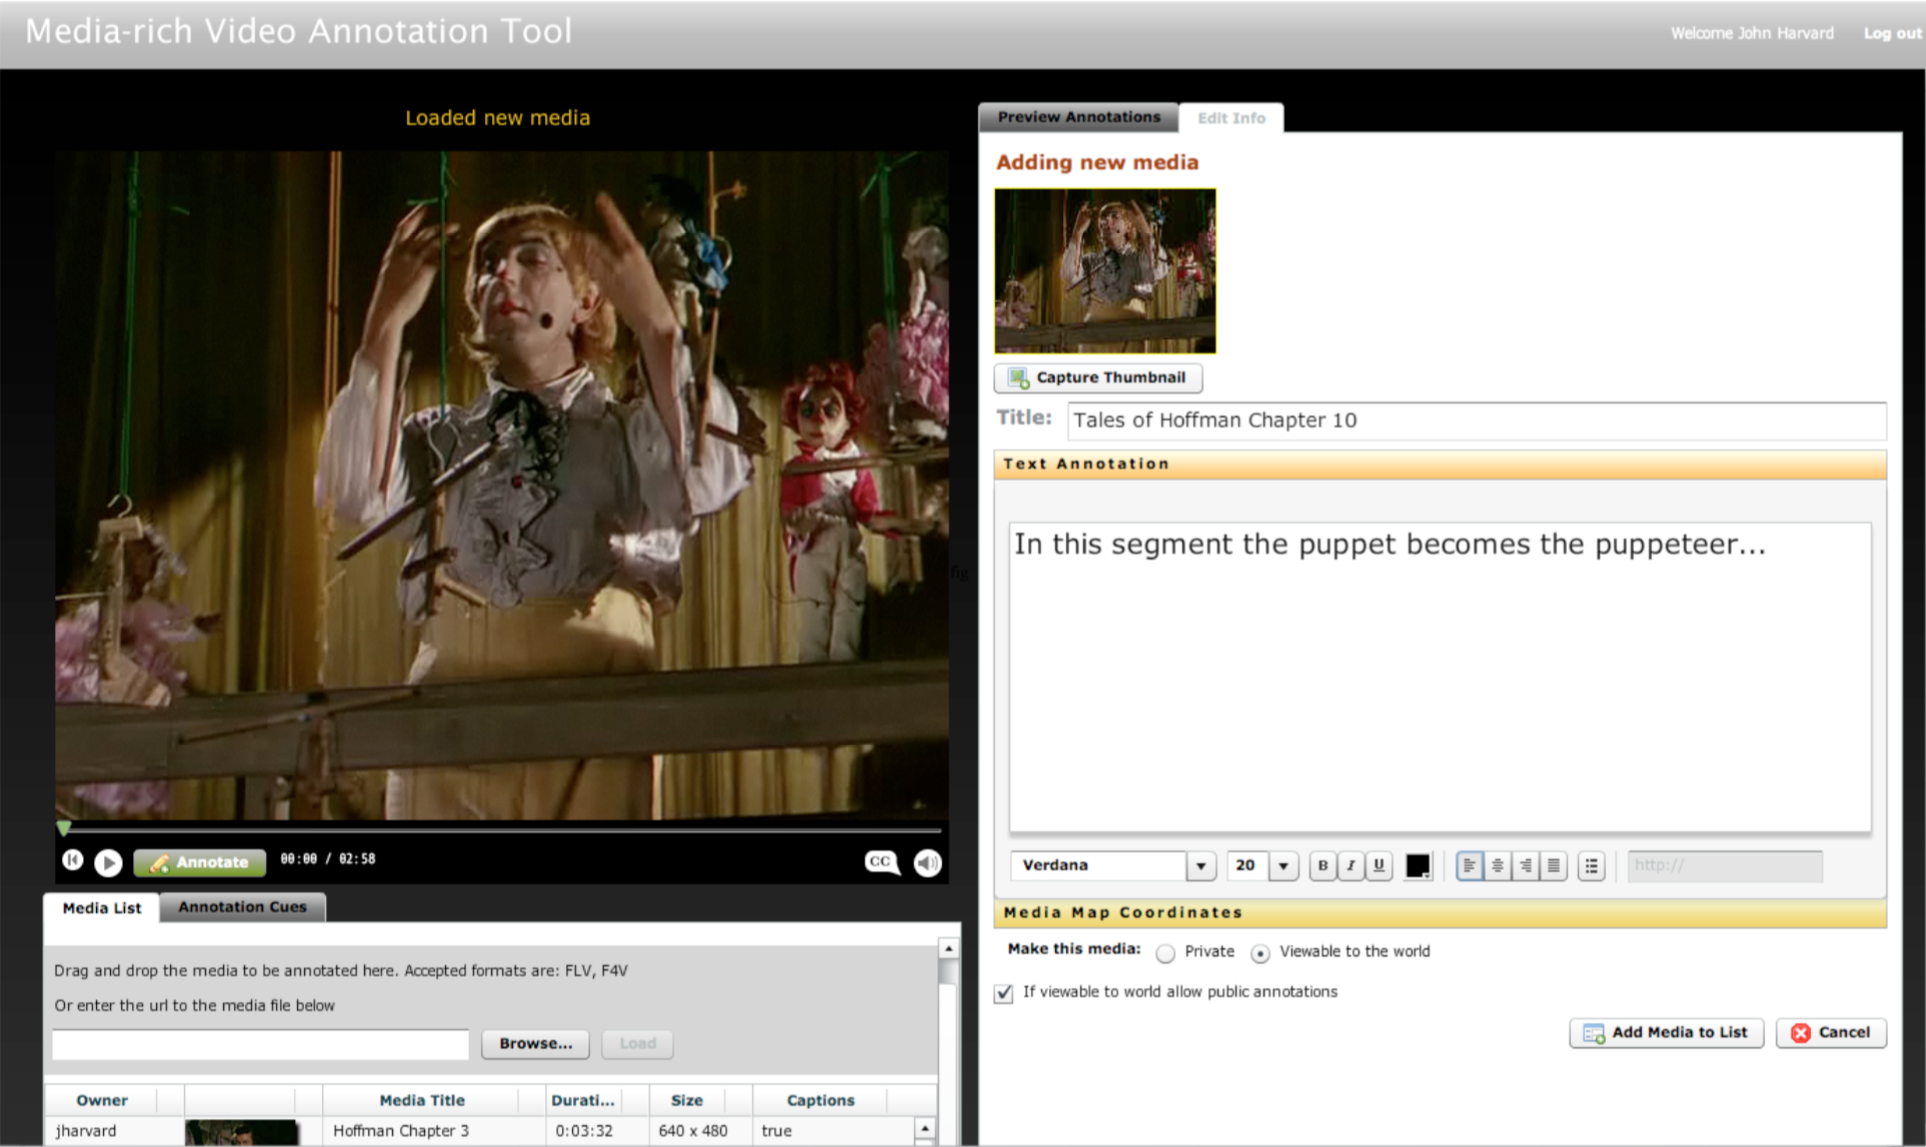 Media-rich Video Annotation Tool
Welcome John Harvard Log out
Loaded new media
fig
00:00 / 02:58
Annotate
CC
Media List Annotation Cues
Drag and drop the media to be annotated here. Accepted formats are: FLV, F4V
Or enter the url to the media file below
Browse... Load
Owner Media Title Durati... Size Captions
jharvard Hoffman Chapter 3 0:03:32 640 x 480 true
Preview Annotations Edit Info
Adding new media
Capture Thumbnail
Title: Tales of Hoffman Chapter 10
Text Annotation
In this segment the puppet becomes the puppeteer...
Verdana 20 B I U http://
Media Map Coordinates
Make this media: Private Viewable to the world
If viewable to world allow public annotations
Add Media to List Cancel